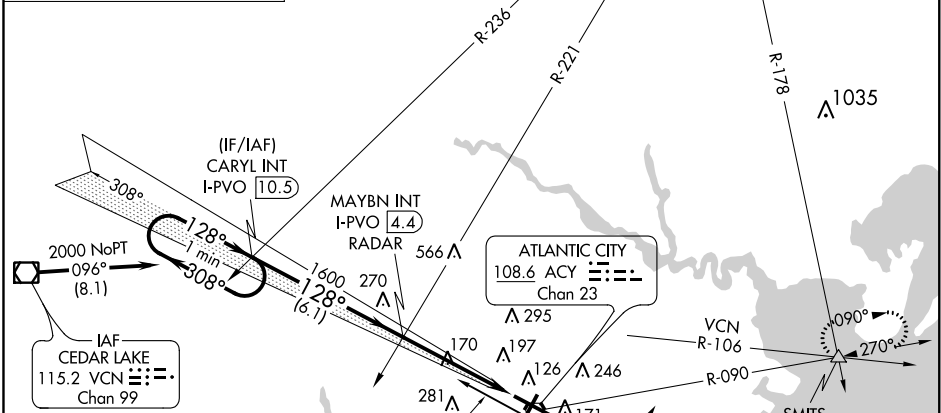 R-236
R-221
R-178
1035
(IF/IAF)
CARYL INT
I-PVO 10.5
308°
MAYBN INT
I-PVO 4.4
RADAR
128°
1 min
308°
2000 NoPT
096°
(8.1)
1600
128°
(6.1)
270
566
ATLANTIC CITY
108.6 ACY
Chan 23
295
090°
270°
VCN
R-106
IAF
CEDAR LAKE
115.2 VCN
Chan 99
170
197
126
246
R-090
281
171
SMITS